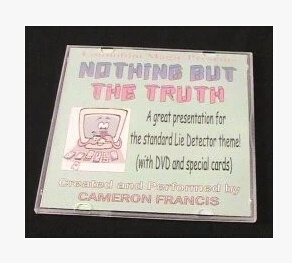 NOTHING BUT
THE TRUTH
A great presentation for
the standard Lie Detector theme!
(with DVD and special cards)
Created and Performed by
CAMERON FRANCIS